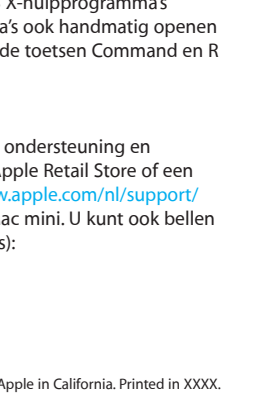 X-hulpprogramma's
a's ook handmatig openen
de toetsen Command en R
ondersteuning en
Apple Retail Store of een
w.apple.com/nl/support/
ac mini. U kunt ook bellen
s):
Apple in California. Printed in XXXX.